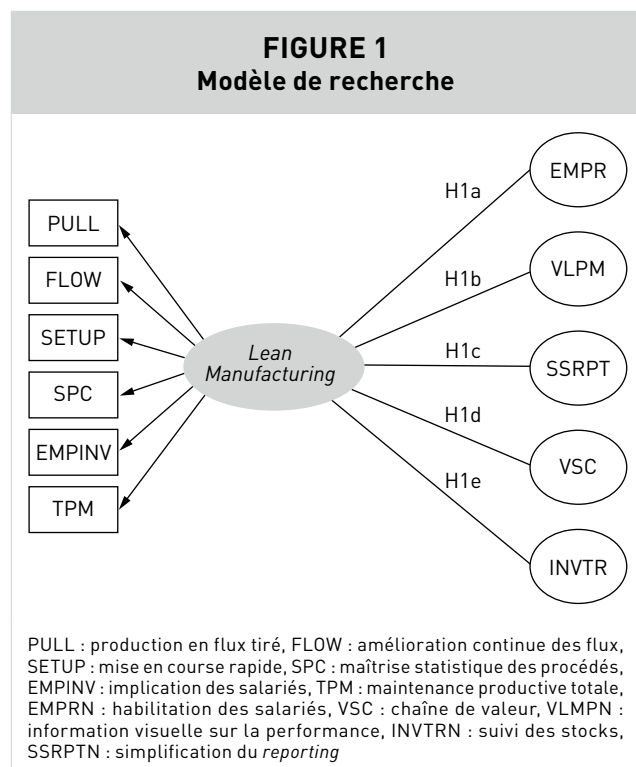 FIGURE 1
Modèle de recherche
PULL
FLOW
SETUP
SPC
EMPINV
TPM
Lean
Manufacturing
H1a
H1b
H1c
H1d
H1e
EMPR
VLPM
SSRPT
VSC
INVTR
PULL : production en flux tiré, FLOW : amélioration continue des flux,
SETUP : mise en course rapide, SPC : maîtrise statistique des procédés,
EMPINV : implication des salariés, TPM : maintenance productive totale,
EMPRN : habilitation des salariés, VSC : chaîne de valeur, VLMPN :
information visuelle sur la performance, INVTRN : suivi des stocks,
SSRPTN : simplification du reporting